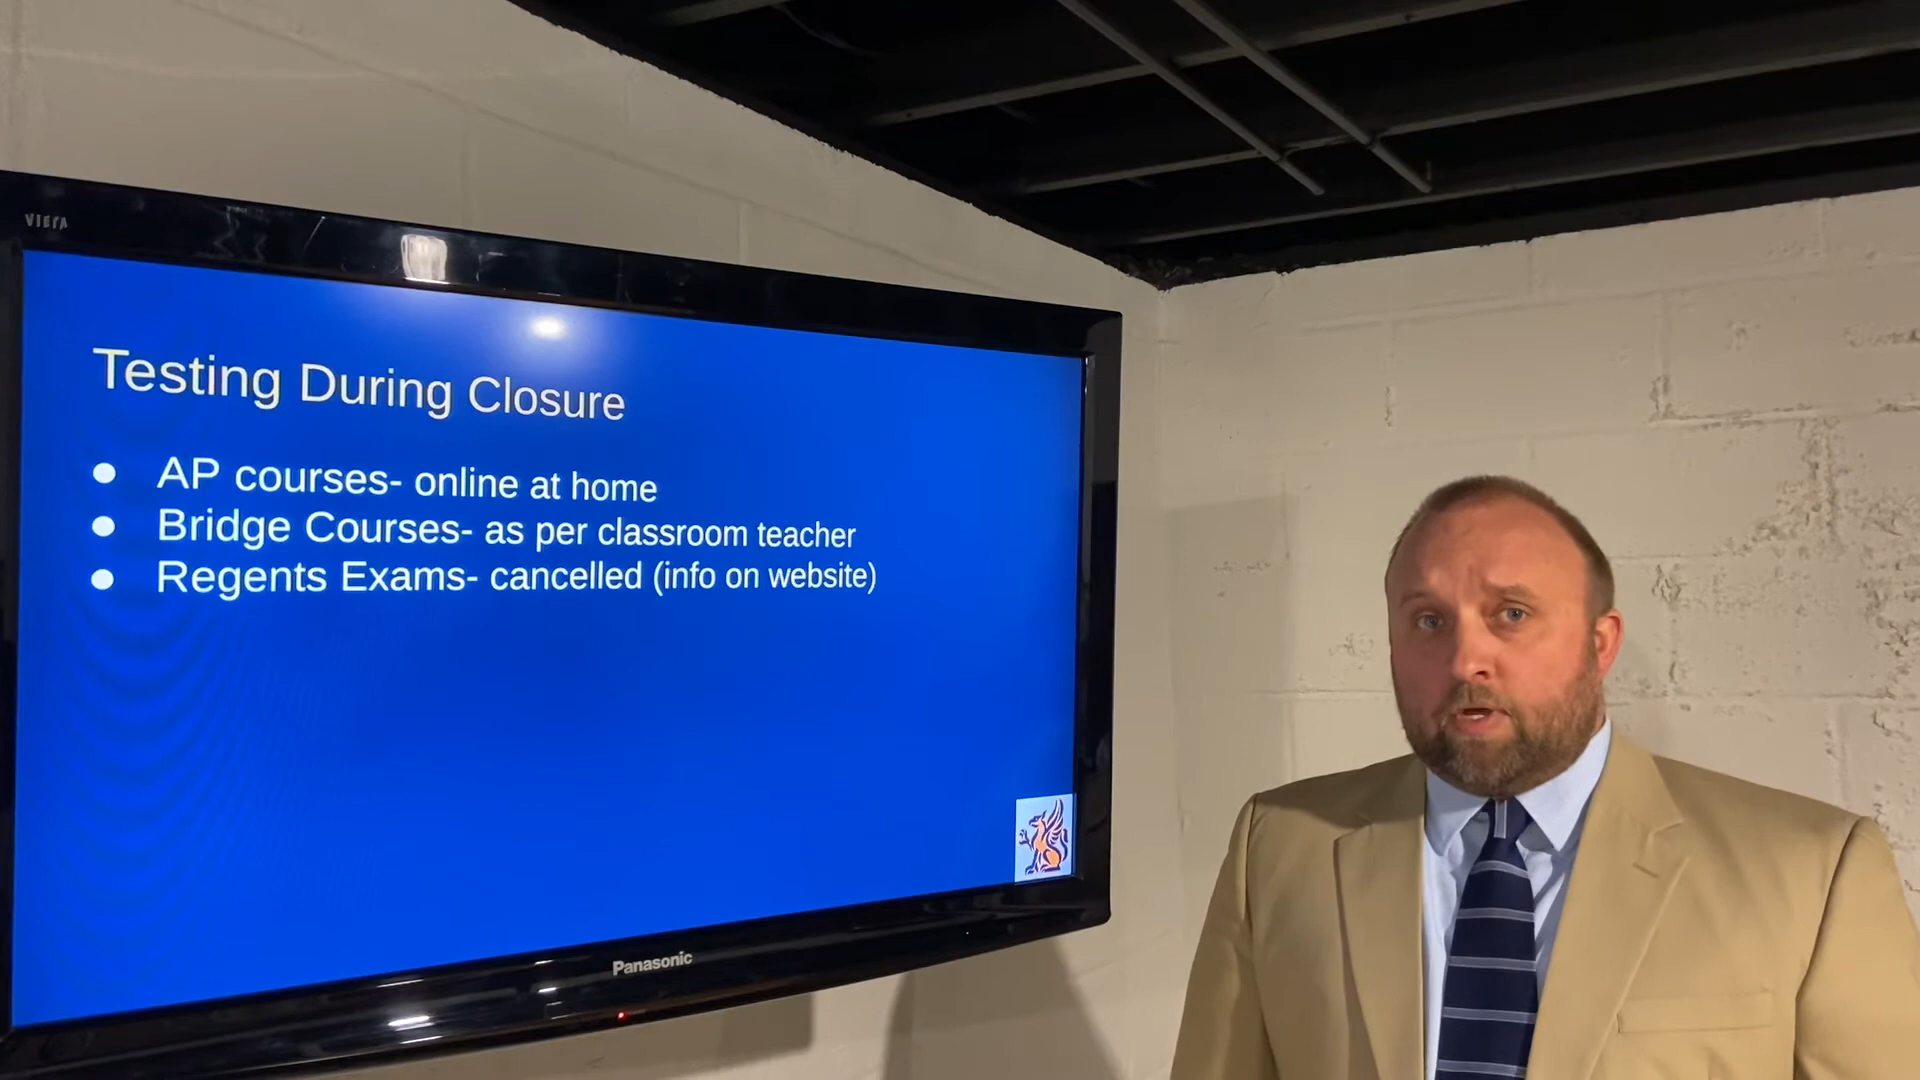 VIERA
Testing During Closure
● AP courses- online at home
● Bridge Courses- as per classroom teacher
● Regents Exams- cancelled (info on website)
Panasonic